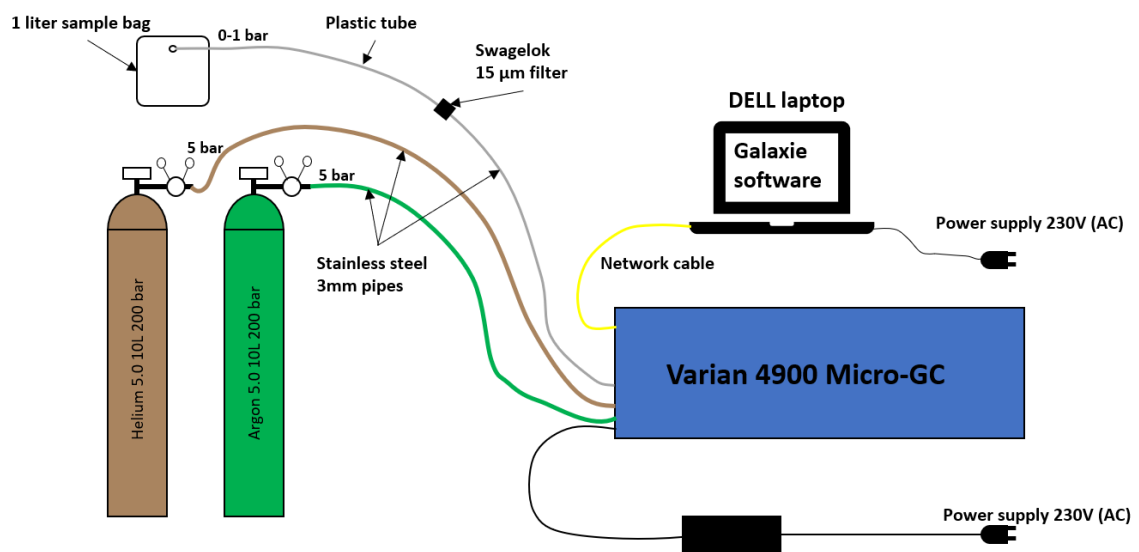 1 liter sample bag
0-1 bar
Plastic tube
Swagelok
15 µm filter
DELL laptop
Galaxie
software
Power supply 230V (AC)
5 bar
5 bar
Network cable
Stainless steel
3mm pipes
Helium 5.0 10L 200 bar
Argon 5.0 10L 200 bar
Varian 4900 Micro-GC
Power supply 230V (AC)